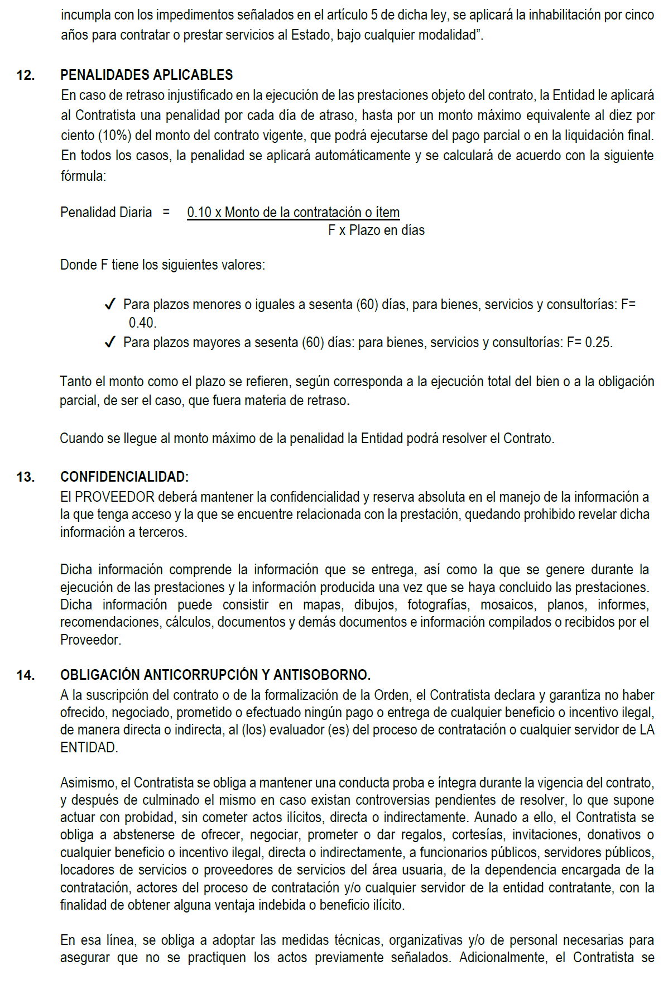 incumpla con los impedimentos señalados en el artículo 5 de dicha ley, se aplicará la inhabilitación por cinco
años para contratar o prestar servicios al Estado, bajo cualquier modalidad”.
12. PENALIDADES APLICABLES
En caso de retraso injustificado en la ejecución de las prestaciones objeto del contrato, la Entidad le aplicará
al Contratista una penalidad por cada día de atraso, hasta por un monto máximo equivalente al diez por
ciento (10%) del monto del contrato vigente, que podrá ejecutarse del pago parcial o en la liquidación final.
En todos los casos, la penalidad se aplicará automáticamente y se calculará de acuerdo con la siguiente
fórmula:
Penalidad Diaria = 0.10 x Monto de la contratación o ítem
F x Plazo en días
Donde F tiene los siguientes valores:
✓ Para plazos menores o iguales a sesenta (60) días, para bienes, servicios y consultorías: F=
0.40.
✓ Para plazos mayores a sesenta (60) días: para bienes, servicios y consultorías: F= 0.25.
Tanto el monto como el plazo se refieren, según corresponda a la ejecución total del bien o a la obligación
parcial, de ser el caso, que fuera materia de retraso.
Cuando se llegue al monto máximo de la penalidad la Entidad podrá resolver el Contrato.
13. CONFIDENCIALIDAD:
El PROVEEDOR deberá mantener la confidencialidad y reserva absoluta en el manejo de la información a
la que tenga acceso y la que se encuentre relacionada con la prestación, quedando prohibido revelar dicha
información a terceros.
Dicha información comprende la información que se entrega, así como la que se genere durante la
ejecución de las prestaciones y la información producida una vez que se haya concluido las prestaciones.
Dicha información puede consistir en mapas, dibujos, fotografías, mosaicos, planos, informes,
recomendaciones, cálculos, documentos y demás documentos e información compilados o recibidos por el
Proveedor.
14. OBLIGACIÓN ANTICORRUPCIÓN Y ANTISOBORNO.
A la suscripción del contrato o de la formalización de la Orden, el Contratista declara y garantiza no haber
ofrecido, negociado, prometido o efectuado ningún pago o entrega de cualquier beneficio o incentivo ilegal,
de manera directa o indirecta, al (los) evaluador (es) del proceso de contratación o cualquier servidor de LA
ENTIDAD.
Asimismo, el Contratista se obliga a mantener una conducta proba e íntegra durante la vigencia del contrato,
y después de culminado el mismo en caso existan controversias pendientes de resolver, lo que supone
actuar con probidad, sin cometer actos ilícitos, directa o indirectamente. Aunado a ello, el Contratista se
obliga a abstenerse de ofrecer, negociar, prometer o dar regalos, cortesías, invitaciones, donativos o
cualquier beneficio o incentivo ilegal, directa o indirectamente, a funcionarios públicos, servidores públicos,
locadores de servicios o proveedores de servicios del área usuaria, de la dependencia encargada de la
contratación, actores del proceso de contratación y/o cualquier servidor de la entidad contratante, con la
finalidad de obtener alguna ventaja indebida o beneficio ilícito.
En esa línea, se obliga a adoptar las medidas técnicas, organizativas y/o de personal necesarias para
asegurar que no se practiquen los actos previamente señalados. Adicionalmente, el Contratista se